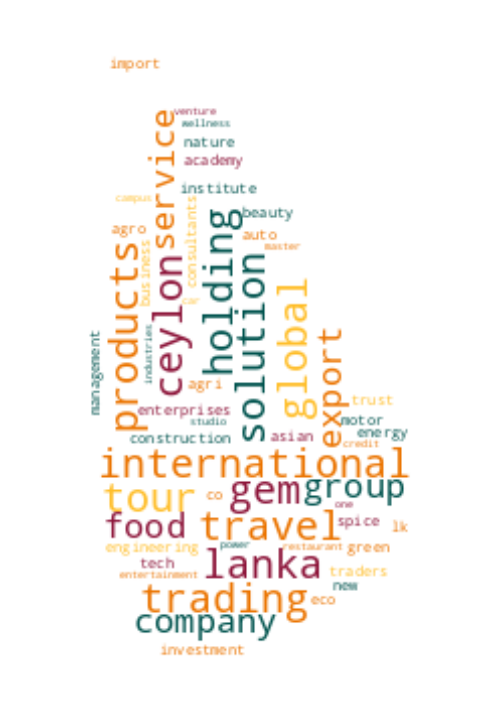 import
venture
wellness
service
nature
academy
institute
campus
consultants
beauty
holding
agro
auto
master
products
business
ceylon
solution
car
global
industries
management
export
agri
trust
enterprises
studio
motor
construction
asian
energy
credit
international
tour
co
gem
group
one
food
travel
spice
lk
engineering
power
restaurant
green
tech
lanka
entertainment
traders
new
trading
eco
company
investment